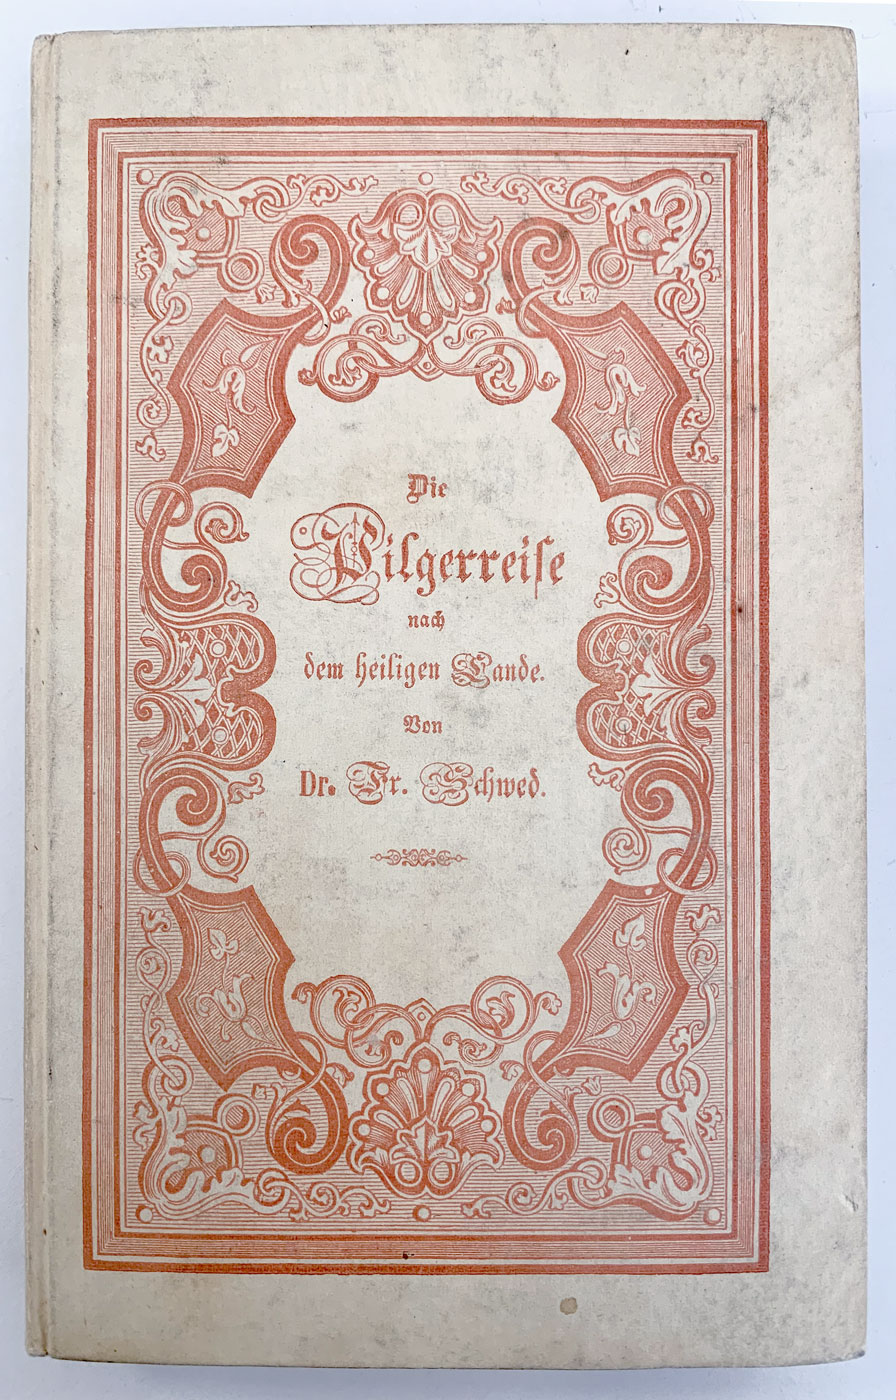 Die
Pilgerreise
nach
dem heiligen Lande.
Von
Dr. Fr. Schwed.